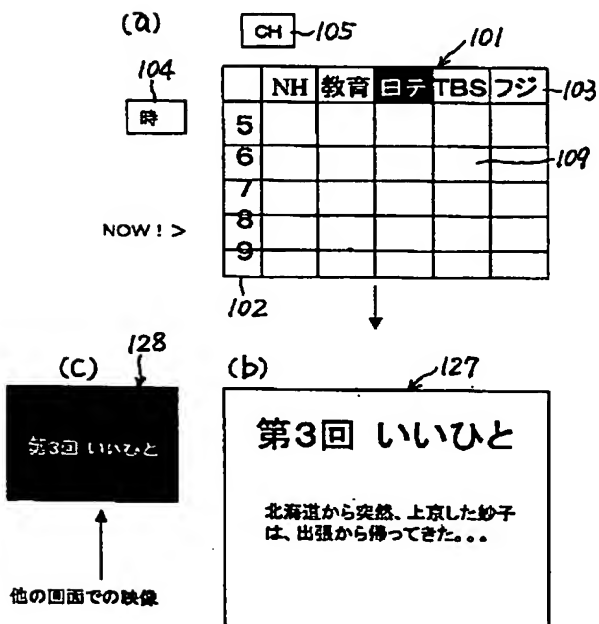 (a)
CH 105
101
104
時
NH 教育 日テ TBS フジ 103
5
6 109
7
NOW！> 8
9
102
128
(C)
(b) 127
第3回 いいひと
第3回 いいひと
北海道から突然、上京した紗子
は、出張から帰ってきた。。。
他の画面での映像